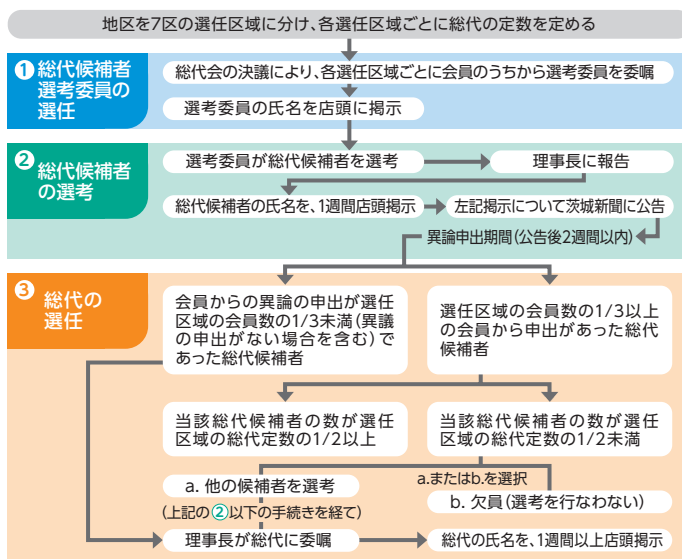 地区を7区の選任区域に分け、各選任区域ごとに総代の定数を定める
❶総代候補者
選考委員の
選任
総代会の決議により、各選任区域ごとに会員のうちから選考委員を委嘱
選考委員の氏名を店頭に掲示
❷総代候補者
の選考
選考委員が総代候補者を選考
理事長に報告
総代候補者の氏名を、1週間店頭掲示
左記掲示について茨城新聞に公告
異論申出期間(公告後2週間以内)
❸総代の
選任
会員からの異論の申出が選任
区域の会員数の1/3未満(異議
の申出がない場合を含む)で
あった総代候補者
選任区域の会員数の1/3以上
の会員から申出があった総代
候補者
当該総代候補者の数が選任
区域の総代定数の1/2以上
当該総代候補者の数が選任
区域の総代定数の1/2未満
a.またはb.を選択
a. 他の候補者を選考
(上記の②以下の手続きを経て)
b. 欠員(選考を行なわない)
理事長が総代に委嘱
総代の氏名を、1週間以上店頭掲示